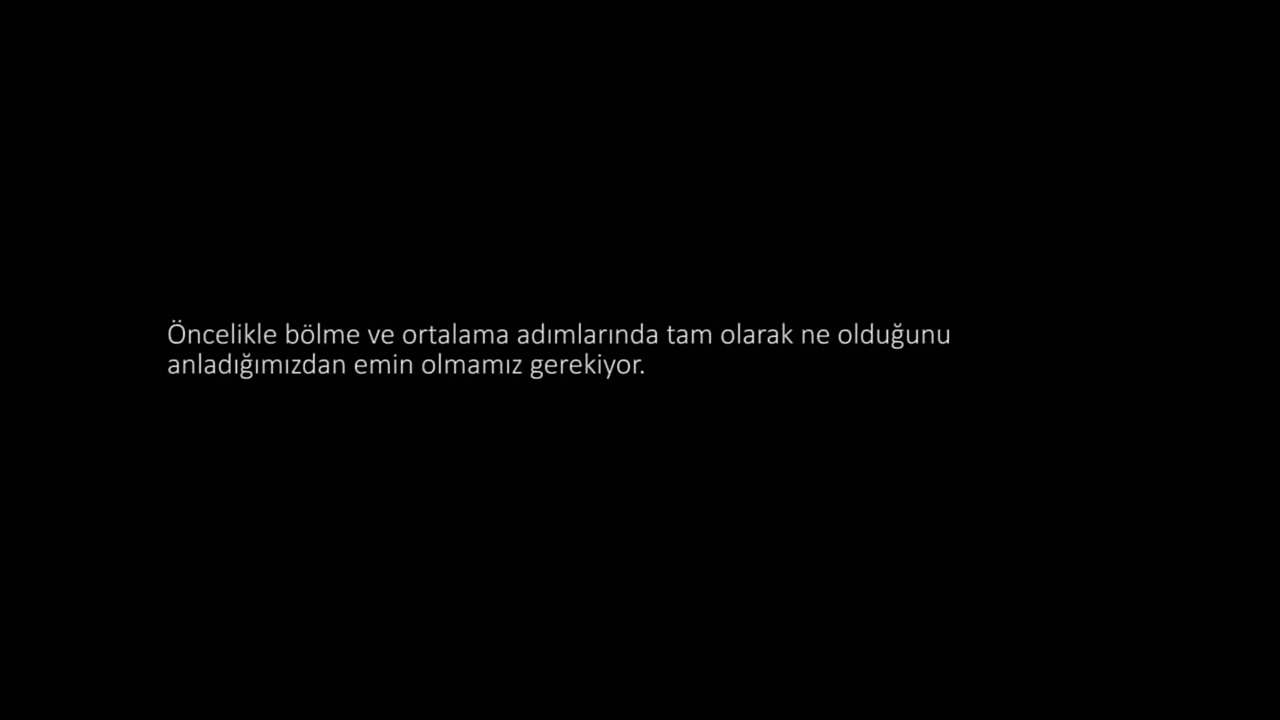 Öncelikle bölme ve ortalama adımlarında tam olarak ne olduğunu
anladığımızdan emin olmamız gerekiyor.